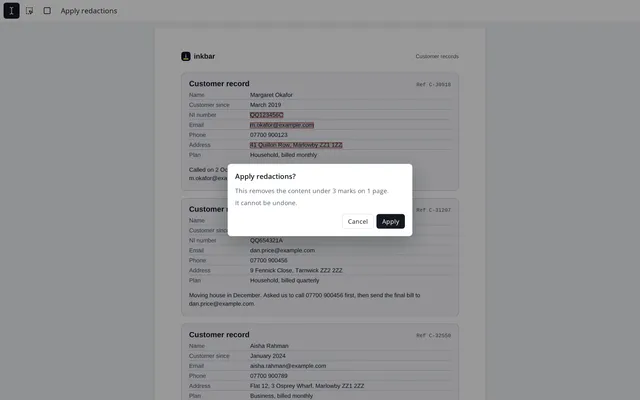 Apply redactions
inkbar
Customer records
Customer record
Ref C-30518
Name Margaret Okafor
Customer since March 2019
NI number QQ123456C
Email m.okafor@example.com
Phone 07700 900123
Address 41 Quillon Row, Marlowby ZZ1 1ZZ
Plan Household, billed monthly
Called on 2 Oc
m.okafor@exa
Apply redactions?
This removes the content under 3 marks on 1 page.
It cannot be undone.
Cancel Apply
Customer record
Ref C-31207
Name
Customer since
NI number QQ654321A
Email dan.price@example.com
Phone 07700 900456
Address 8 Fennick Close, Tarnwick ZZ2 2ZZ
Plan Household, billed quarterly
Moving house in December. Asked us to call 07700 900456 first, then send the final bill to
dan.price@example.com
Customer record
Name Aisha Rahman
Customer since January 2024
Email aisha.rahman@example.com
Phone 07700 900789
Address Flat 12, 3 Osprey Wharf, Marlowby ZZ1 2ZZ
Plan Business, billed monthly